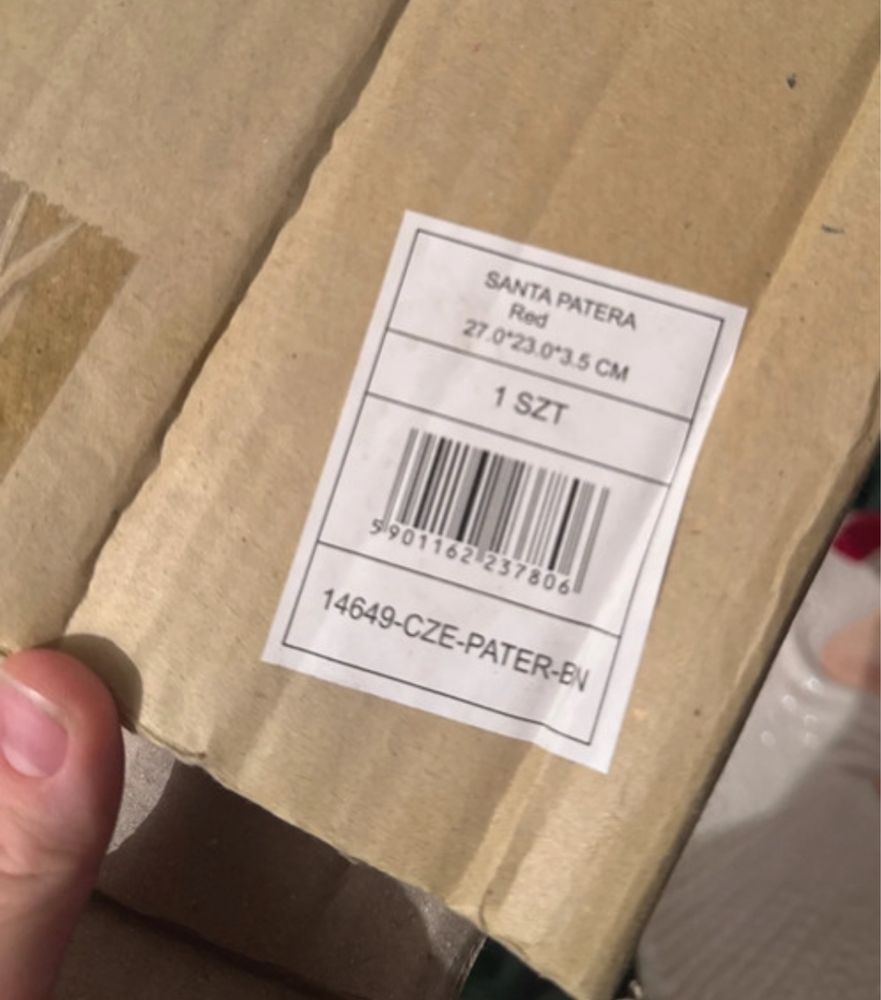 SANTA PATERA
Red
27.0*23.0*3.5 CM
1 SZT
5901162237806
14649-CZE-PATER-BN